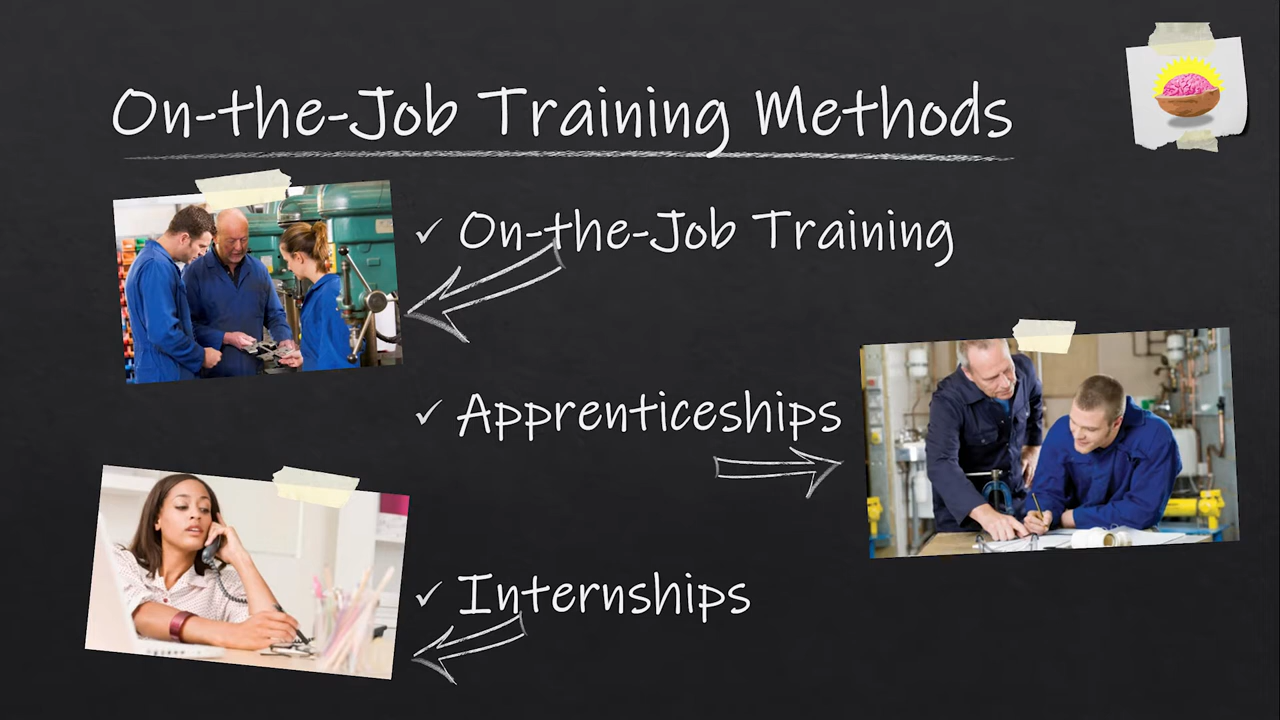 On-the-Job Training Methods
✓ On-the-Job Training
✓ Apprenticeships
✓ Internships